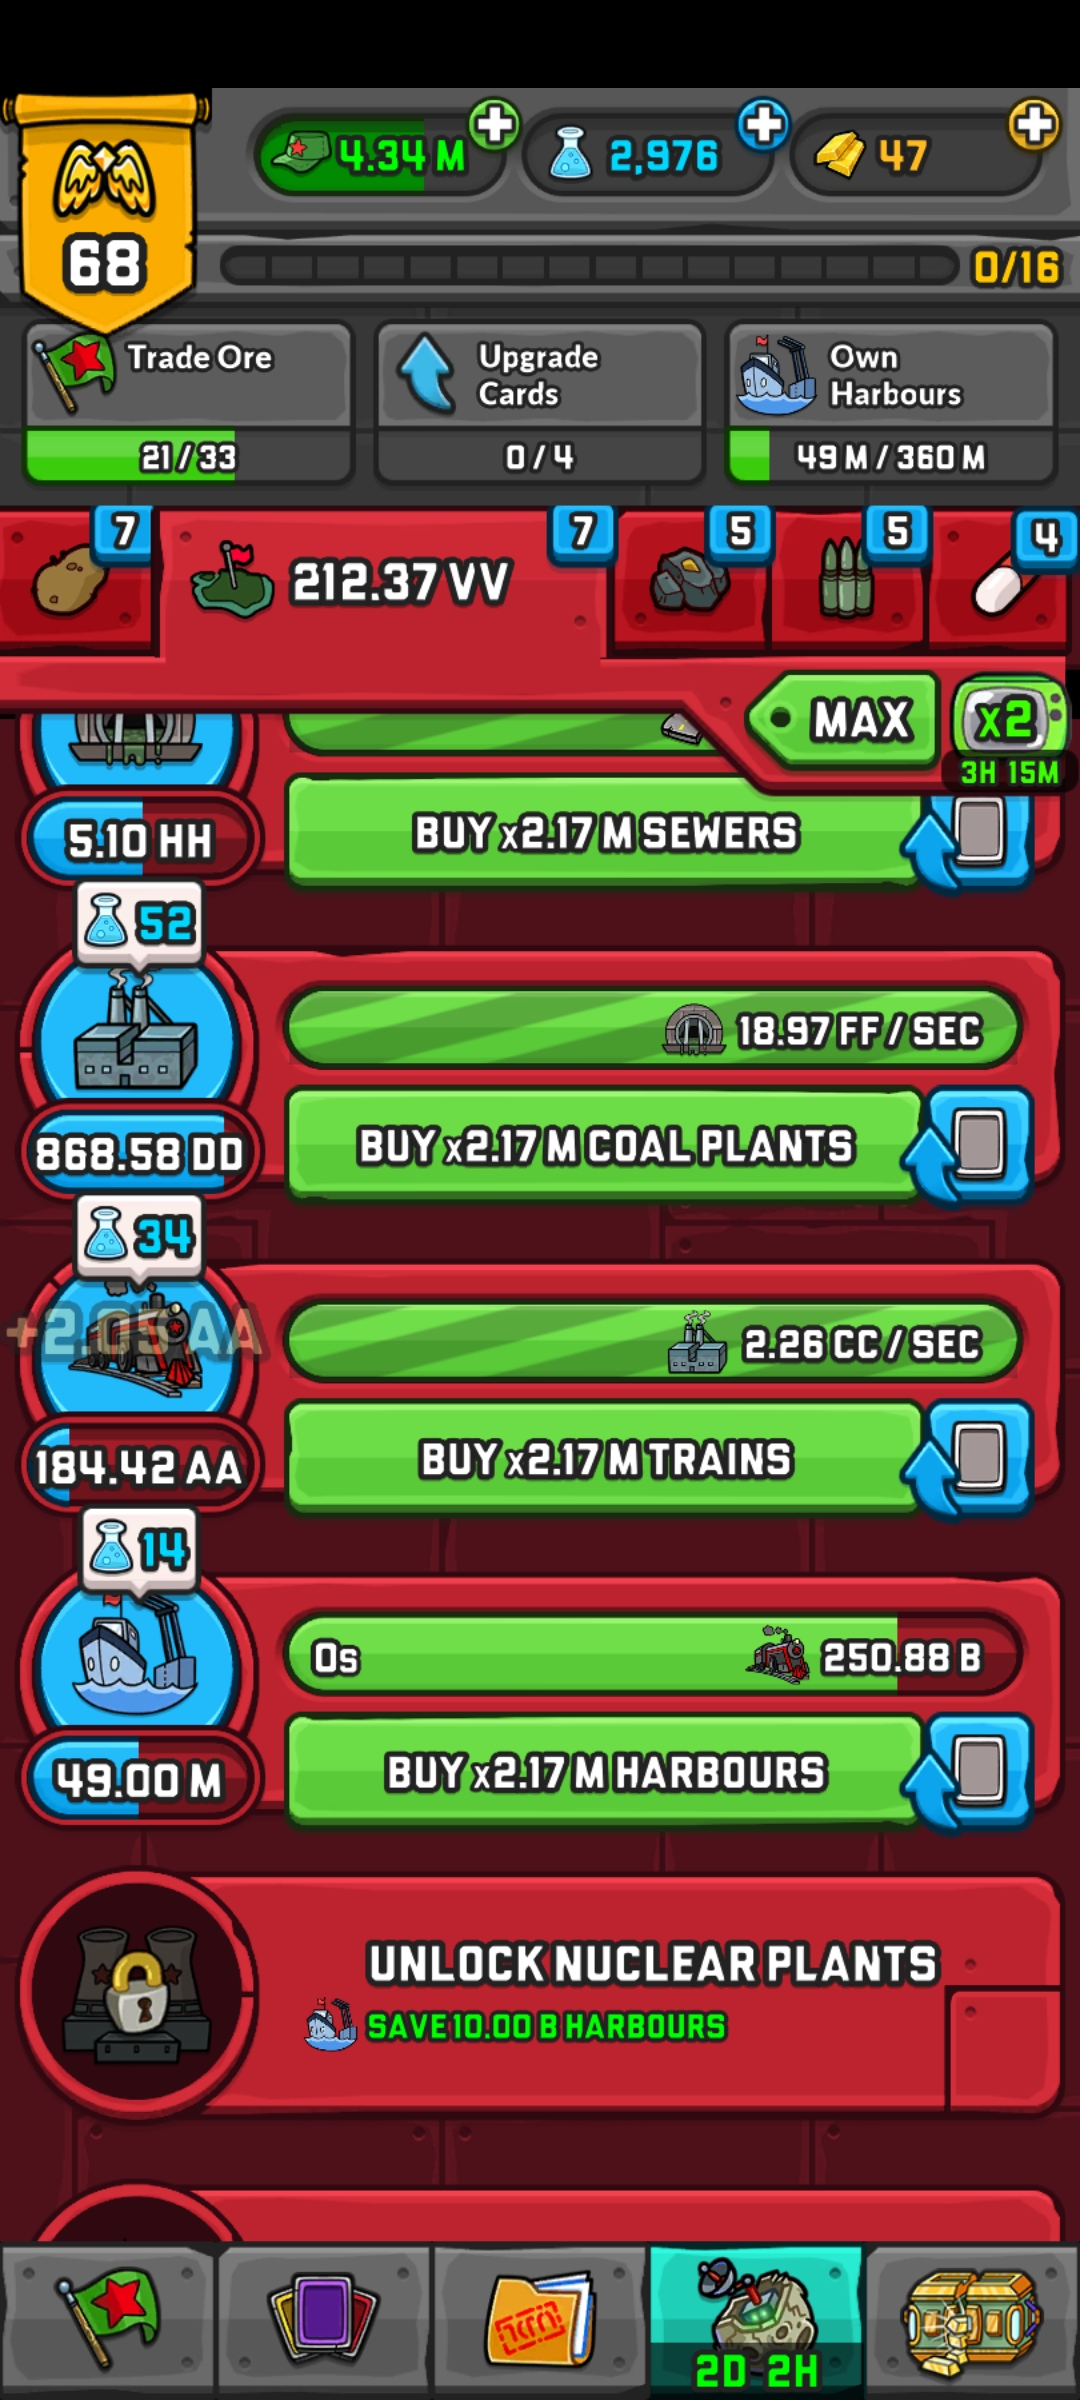 4.34 M
2,976
47
68
0/16
Trade Ore
21/33
Upgrade
Cards
0/4
Own
Harbours
49 M / 360 M
7
212.37 VV
7
5
5
4
MAX
x2
3H 15M
5.10 HH
BUY x2.17 M SEWERS
52
18.97 FF / SEC
868.58 DD
BUY x2.17 M COAL PLANTS
34
2.26 CC / SEC
184.42 AA
BUY x2.17 M TRAINS
14
0s
250.88 B
49.00 M
BUY x2.17 M HARBOURS
UNLOCK NUCLEAR PLANTS
SAVE 10.00 B HARBOURS
2D 2H